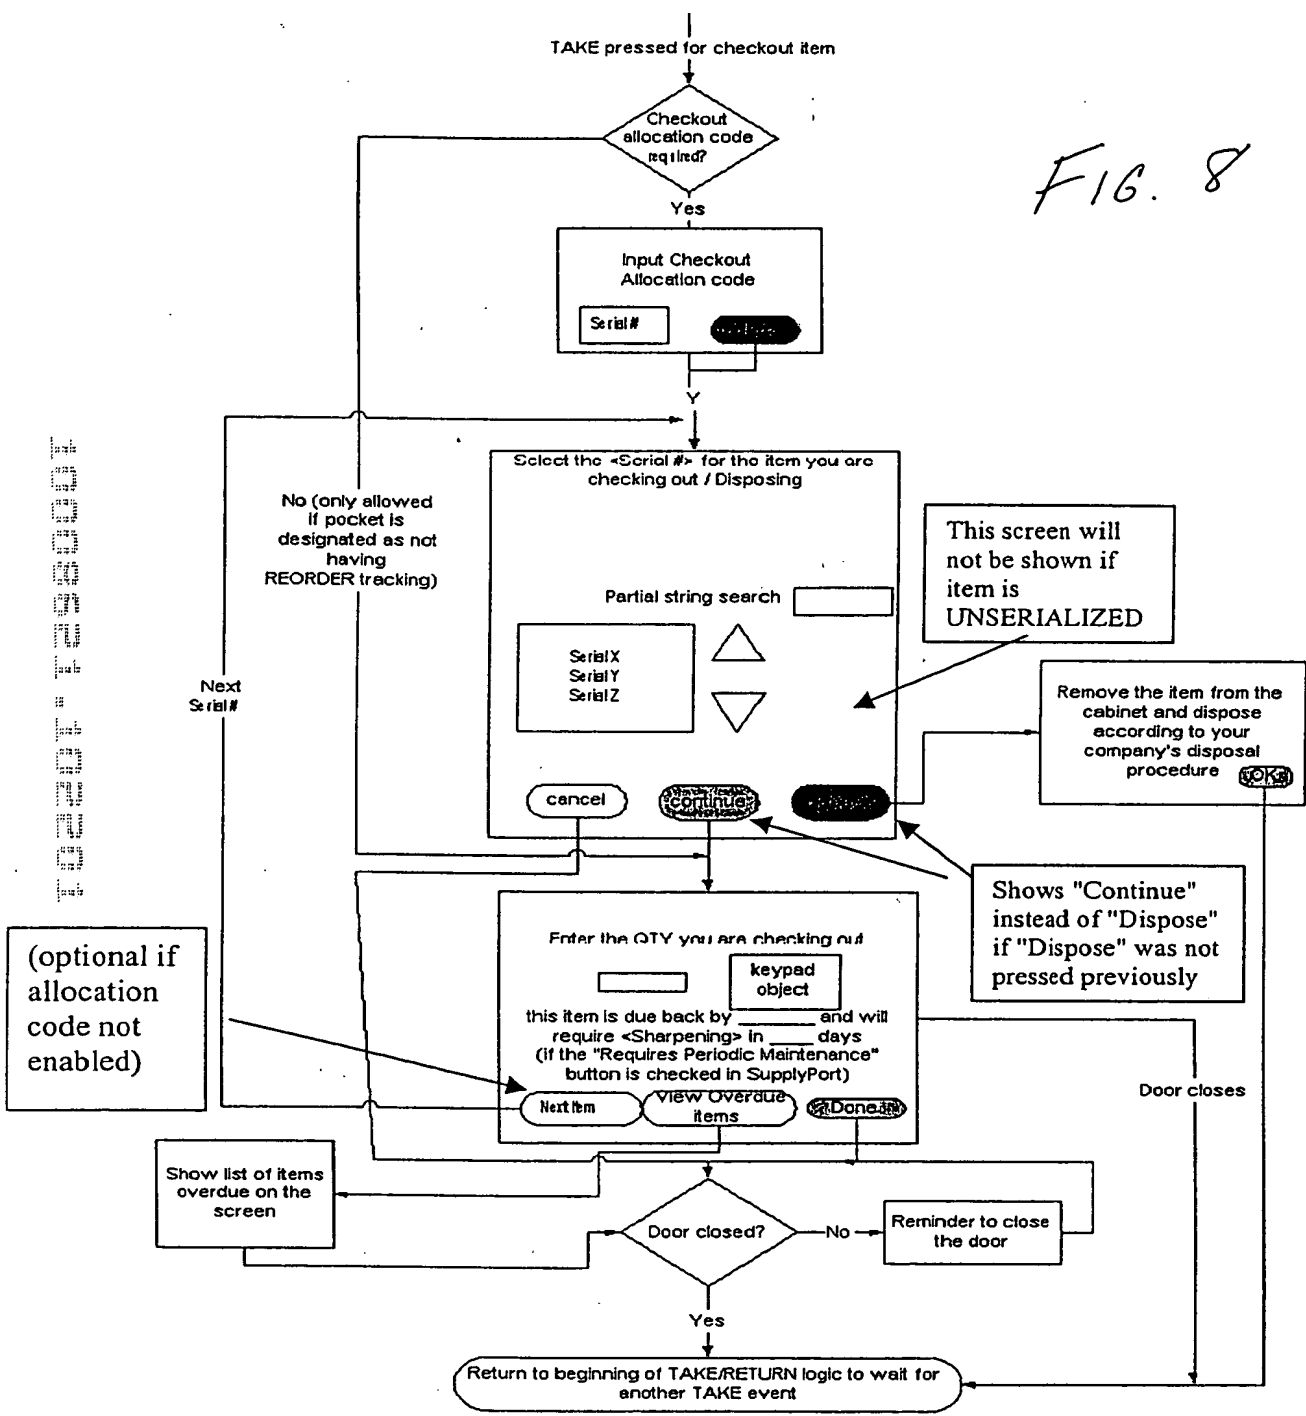 TAKE pressed for checkout item
Checkout
allocation code
required?
FIG. 8
Yes
Input Checkout
Allocation code
Serial #
Y
Select the <Serial #> for the item you are
checking out / Disposing
No (only allowed
if pocket is
designated as not
having
REORDER tracking)
This screen will
not be shown if
item is
UNSERIALIZED
Partial string search
Serial X
Serial Y
Serial Z
Next
Serial #
Remove the item from the
cabinet and dispose
according to your
company's disposal
procedure
OK
cancel
continue
Shows "Continue"
instead of "Dispose"
if "Dispose" was not
pressed previously
(optional if
allocation
code not
enabled)
Enter the QTY you are checking out
keypad
object
this item is due back by ________ and will
require <Sharpening> in ____ days
(if the "Requires Periodic Maintenance"
button is checked in SupplyPort)
Next Item
View Overdue
items
Done
Door closes
Show list of items
overdue on the
screen
Door closed?
No
Reminder to close
the door
Yes
Return to beginning of TAKE/RETURN logic to wait for
another TAKE event